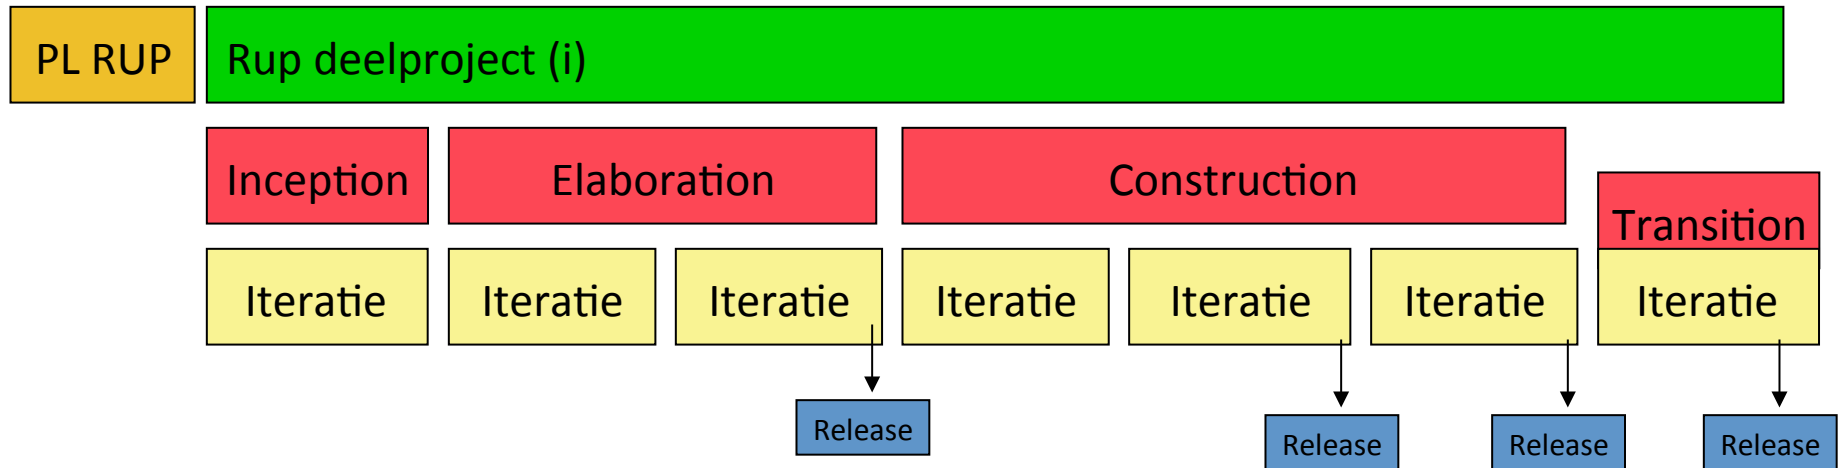 PL RUP
Rup deelproject (i)
Inception
Elaboration
Construction
Transition
Iteratie
Iteratie
Iteratie
Iteratie
Iteratie
Iteratie
Iteratie
Release
Release
Release
Release